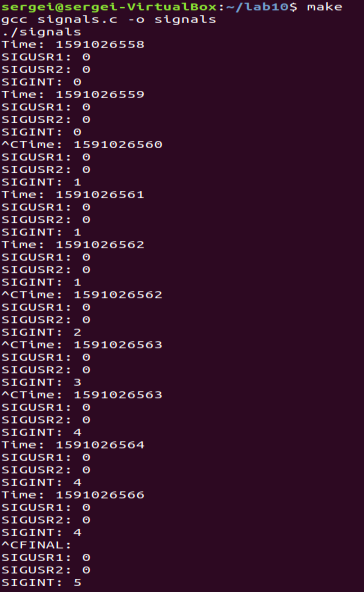 sergei@sergei-VirtualBox:~/lab10$ make
gcc signals.c -o signals
./signals
Time: 1591026558
SIGUSR1: 0
SIGUSR2: 0
SIGINT: 0
Time: 1591026559
SIGUSR1: 0
SIGUSR2: 0
SIGINT: 0
^CTime: 1591026560
SIGUSR1: 0
SIGUSR2: 0
SIGINT: 1
Time: 1591026561
SIGUSR1: 0
SIGUSR2: 0
SIGINT: 1
Time: 1591026562
SIGUSR1: 0
SIGUSR2: 0
SIGINT: 1
^CTime: 1591026562
SIGUSR1: 0
SIGUSR2: 0
SIGINT: 2
^CTime: 1591026563
SIGUSR1: 0
SIGUSR2: 0
SIGINT: 3
^CTime: 1591026563
SIGUSR1: 0
SIGUSR2: 0
SIGINT: 4
Time: 1591026564
SIGUSR1: 0
SIGUSR2: 0
SIGINT: 4
Time: 1591026566
SIGUSR1: 0
SIGUSR2: 0
SIGINT: 4
^CFINAL:
SIGUSR1: 0
SIGUSR2: 0
SIGINT: 5